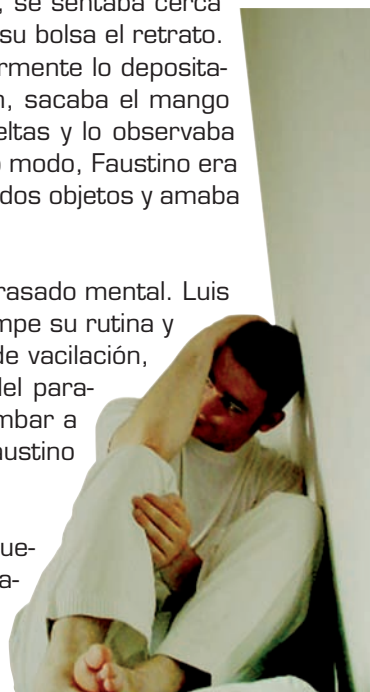 , se sentaba cerca
su bolsa el retrato.
rmente lo deposita-
n, sacaba el mango
eltas y lo observaba
o modo, Faustino era
dos objetos y amaba
rasado mental. Luis
mpe su rutina y
de vacilación,
del para-
mbar a
austino
ue-
a-